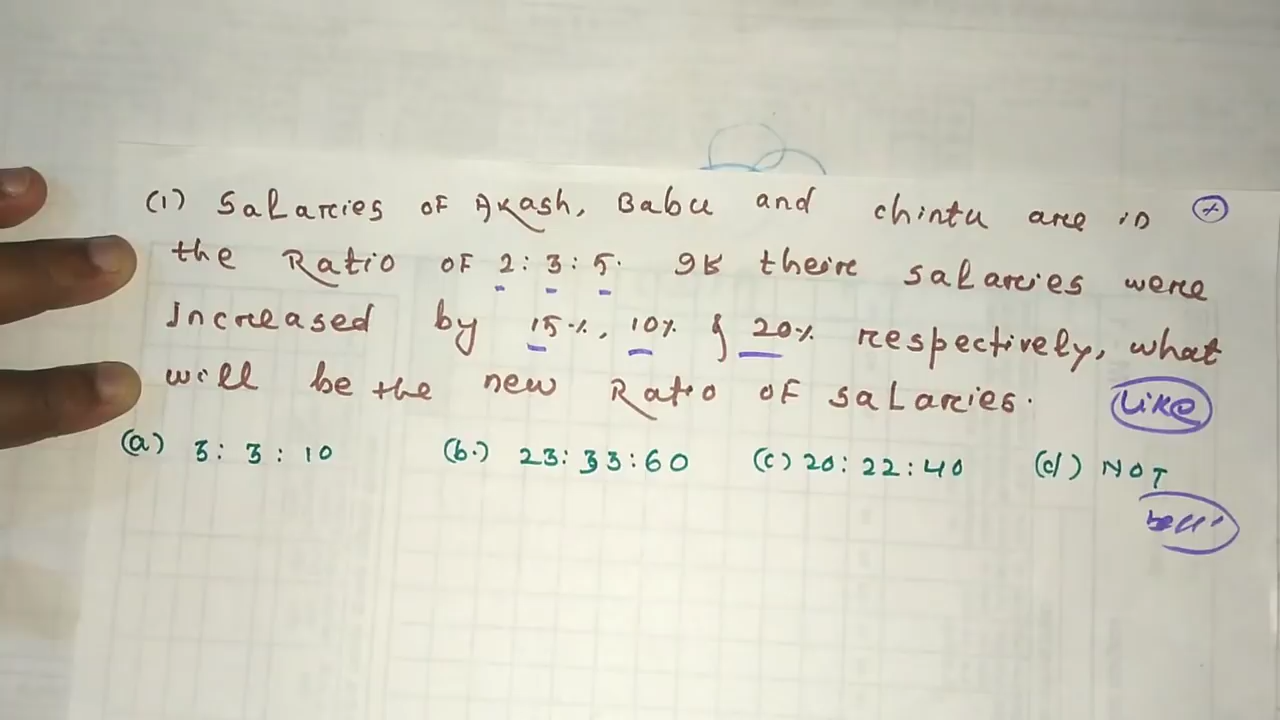 (1) Salaries of Akash, Babu and chintu are in
the Ratio of 2:3:5. If their salaries were
increased by 15%, 10% & 20% respectively, what
will be the new Ratio of salaries.
Like
(a) 3:3:10 (b.) 23:33:60 (c) 20:22:40 (d) NOT
bell